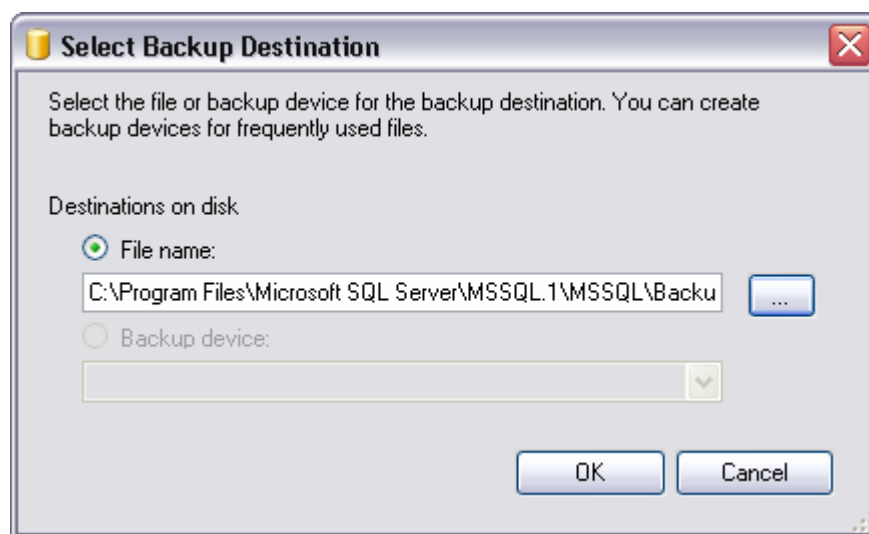 Select Backup Destination
Select the file or backup device for the backup destination. You can create
backup devices for frequently used files.
Destinations on disk
File name:
C:\Program Files\Microsoft SQL Server\MSSQL.1\MSSQL\Backu
...
Backup device:
OK
Cancel